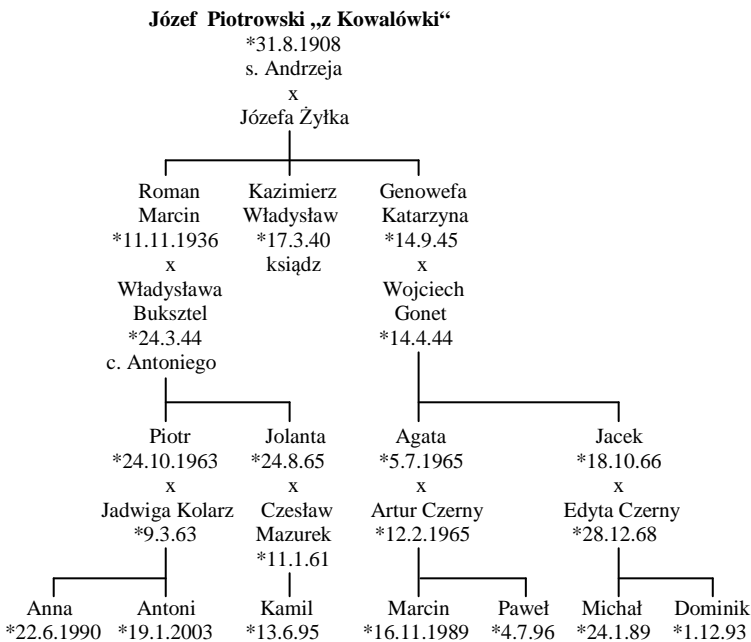 Józef Piotrowski „z Kowalówki“
*31.8.1908
s. Andrzeja
x
Józefa Żyłka
Roman Kazimierz Genowefa
Marcin Władysław Katarzyna
*11.11.1936 *17.3.40 *14.9.45
x ksiądz x
Władysława Wojciech
Buksztel Gonet
*24.3.44 *14.4.44
c. Antoniego
Piotr Jolanta Agata Jacek
*24.10.1963 *24.8.65 *5.7.1965 *18.10.66
x x x x
Jadwiga Kolarz Czesław Artur Czerny Edyta Czerny
*9.3.63 Mazurek *12.2.1965 *28.12.68
*11.1.61
Anna Antoni Kamil Marcin Paweł Michał Dominik
*22.6.1990 *19.1.2003 *13.6.95 *16.11.1989 *4.7.96 *24.1.89 *1.12.93